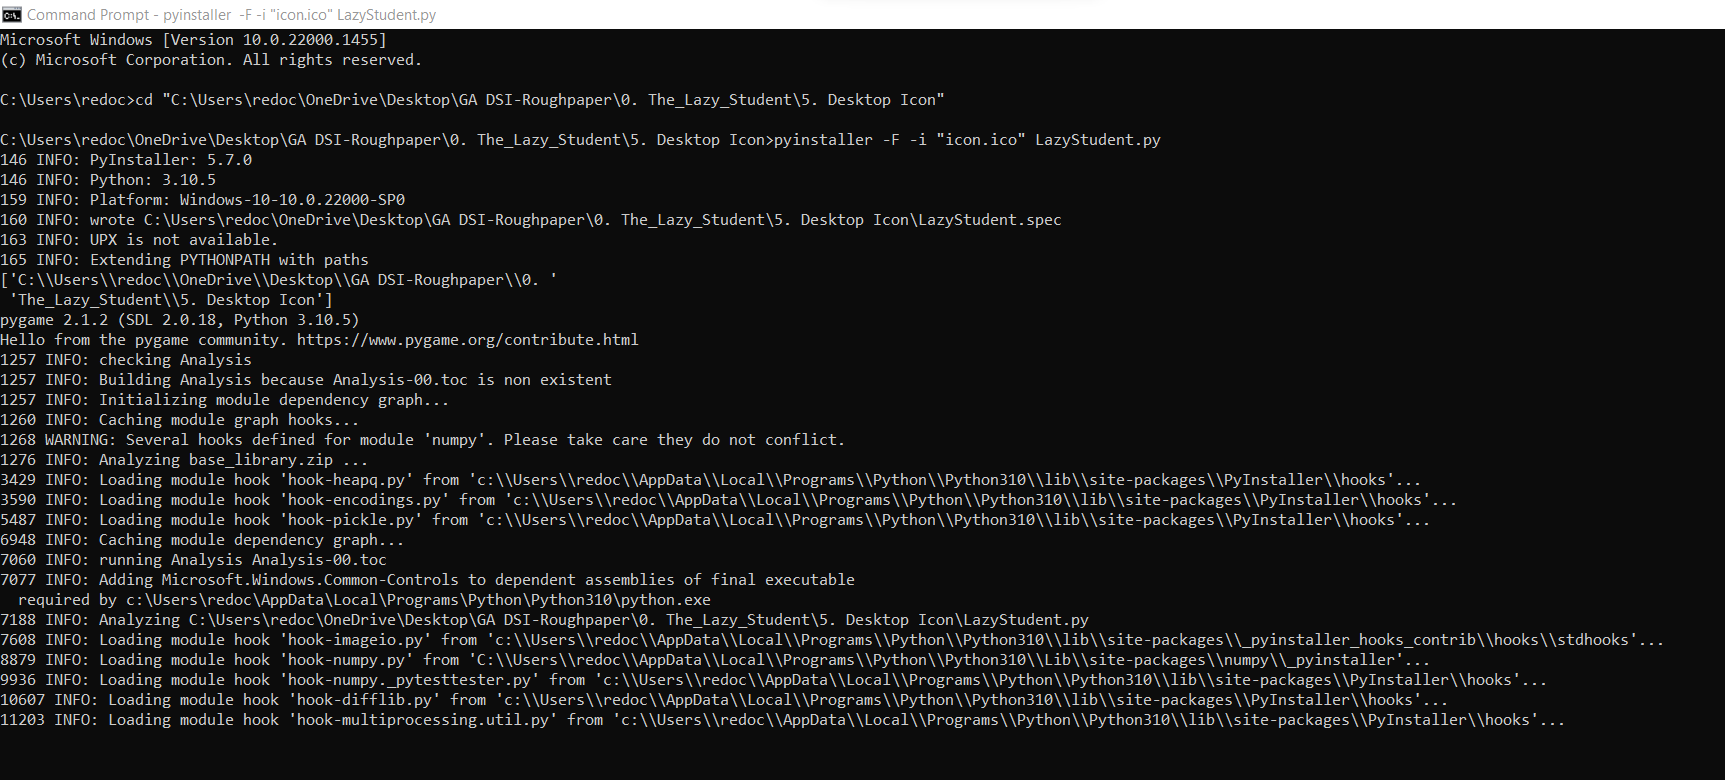 Command Prompt - pyinstaller  -F -i "icon.ico" LazyStudent.py
Microsoft Windows [Version 10.0.22000.1455]
(c) Microsoft Corporation. All rights reserved.
C:\Users\redoc>cd "C:\Users\redoc\OneDrive\Desktop\GA DSI-Roughpaper\0. The_Lazy_Student\5. Desktop Icon"
C:\Users\redoc\OneDrive\Desktop\GA DSI-Roughpaper\0. The_Lazy_Student\5. Desktop Icon>pyinstaller -F -i "icon.ico" LazyStudent.py
146 INFO: PyInstaller: 5.7.0
146 INFO: Python: 3.10.5
159 INFO: Platform: Windows-10-10.0.22000-SP0
160 INFO: wrote C:\Users\redoc\OneDrive\Desktop\GA DSI-Roughpaper\0. The_Lazy_Student\5. Desktop Icon\LazyStudent.spec
163 INFO: UPX is not available.
165 INFO: Extending PYTHONPATH with paths
['C:\\Users\\redoc\\OneDrive\\Desktop\\GA DSI-Roughpaper\\0. '
 'The_Lazy_Student\\5. Desktop Icon']
pygame 2.1.2 (SDL 2.0.18, Python 3.10.5)
Hello from the pygame community. https://www.pygame.org/contribute.html
1257 INFO: checking Analysis
1257 INFO: Building Analysis because Analysis-00.toc is non existent
1257 INFO: Initializing module dependency graph...
1260 INFO: Caching module graph hooks...
1268 WARNING: Several hooks defined for module 'numpy'. Please take care they do not conflict.
1276 INFO: Analyzing base_library.zip ...
3429 INFO: Loading module hook 'hook-heapq.py' from 'c:\\Users\\redoc\\AppData\\Local\\Programs\\Python\\Python310\\lib\\site-packages\\PyInstaller\\hooks'...
3590 INFO: Loading module hook 'hook-encodings.py' from 'c:\\Users\\redoc\\AppData\\Local\\Programs\\Python\\Python310\\lib\\site-packages\\PyInstaller\\hooks'...
5487 INFO: Loading module hook 'hook-pickle.py' from 'c:\\Users\\redoc\\AppData\\Local\\Programs\\Python\\Python310\\lib\\site-packages\\PyInstaller\\hooks'...
6948 INFO: Caching module dependency graph...
7060 INFO: running Analysis Analysis-00.toc
7077 INFO: Adding Microsoft.Windows.Common-Controls to dependent assemblies of final executable
  required by c:\Users\redoc\AppData\Local\Programs\Python\Python310\python.exe
7188 INFO: Analyzing C:\Users\redoc\OneDrive\Desktop\GA DSI-Roughpaper\0. The_Lazy_Student\5. Desktop Icon\LazyStudent.py
7608 INFO: Loading module hook 'hook-imageio.py' from 'c:\\Users\\redoc\\AppData\\Local\\Programs\\Python\\Python310\\lib\\site-packages\\_pyinstaller_hooks_contrib\\hooks\\stdhooks'...
8879 INFO: Loading module hook 'hook-numpy.py' from 'C:\\Users\\redoc\\AppData\\Local\\Programs\\Python\\Python310\\Lib\\site-packages\\numpy\\_pyinstaller'...
9936 INFO: Loading module hook 'hook-numpy._pytesttester.py' from 'c:\\Users\\redoc\\AppData\\Local\\Programs\\Python\\Python310\\lib\\site-packages\\PyInstaller\\hooks'...
10607 INFO: Loading module hook 'hook-difflib.py' from 'c:\\Users\\redoc\\AppData\\Local\\Programs\\Python\\Python310\\lib\\site-packages\\PyInstaller\\hooks'...
11203 INFO: Loading module hook 'hook-multiprocessing.util.py' from 'c:\\Users\\redoc\\AppData\\Local\\Programs\\Python\\Python310\\lib\\site-packages\\PyInstaller\\hooks'...